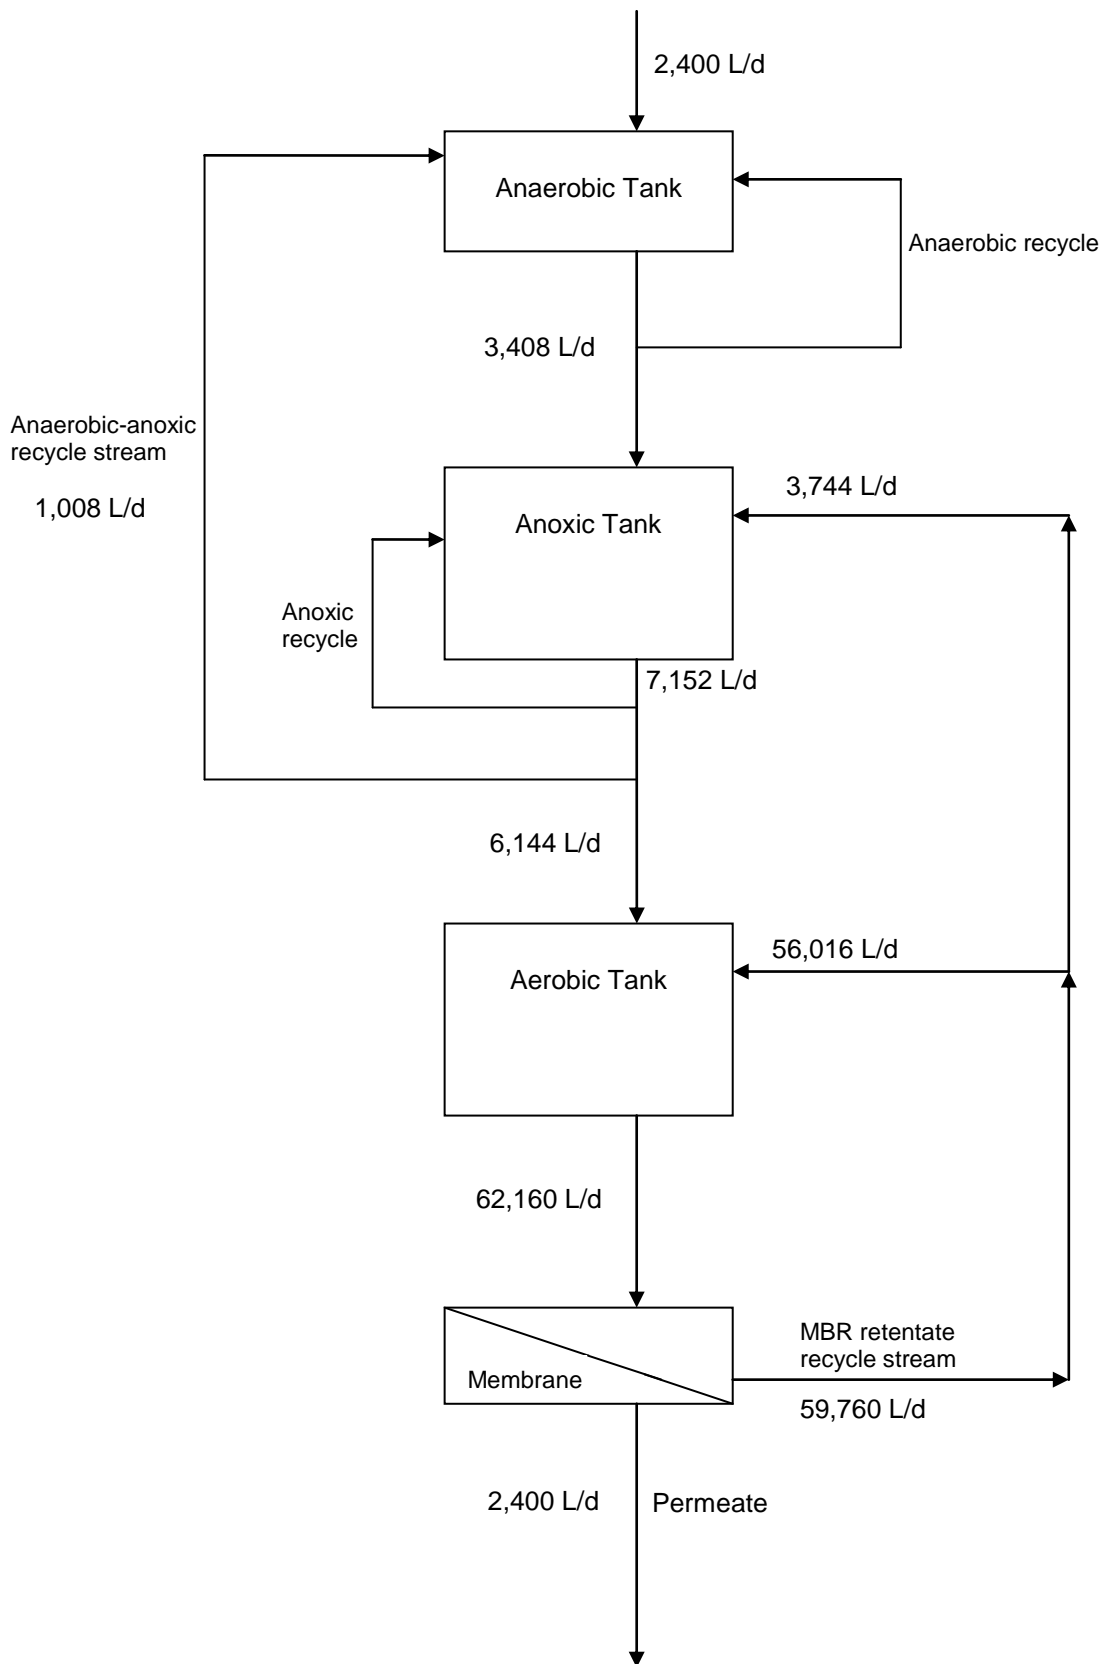 2,400 L/d
Anaerobic Tank
Anaerobic recycle
3,408 L/d
Anaerobic-anoxic
recycle stream
1,008 L/d
3,744 L/d
Anoxic Tank
Anoxic
recycle
7,152 L/d
6,144 L/d
56,016 L/d
Aerobic Tank
62,160 L/d
MBR retentate
recycle stream
Membrane
59,760 L/d
2,400 L/d
Permeate